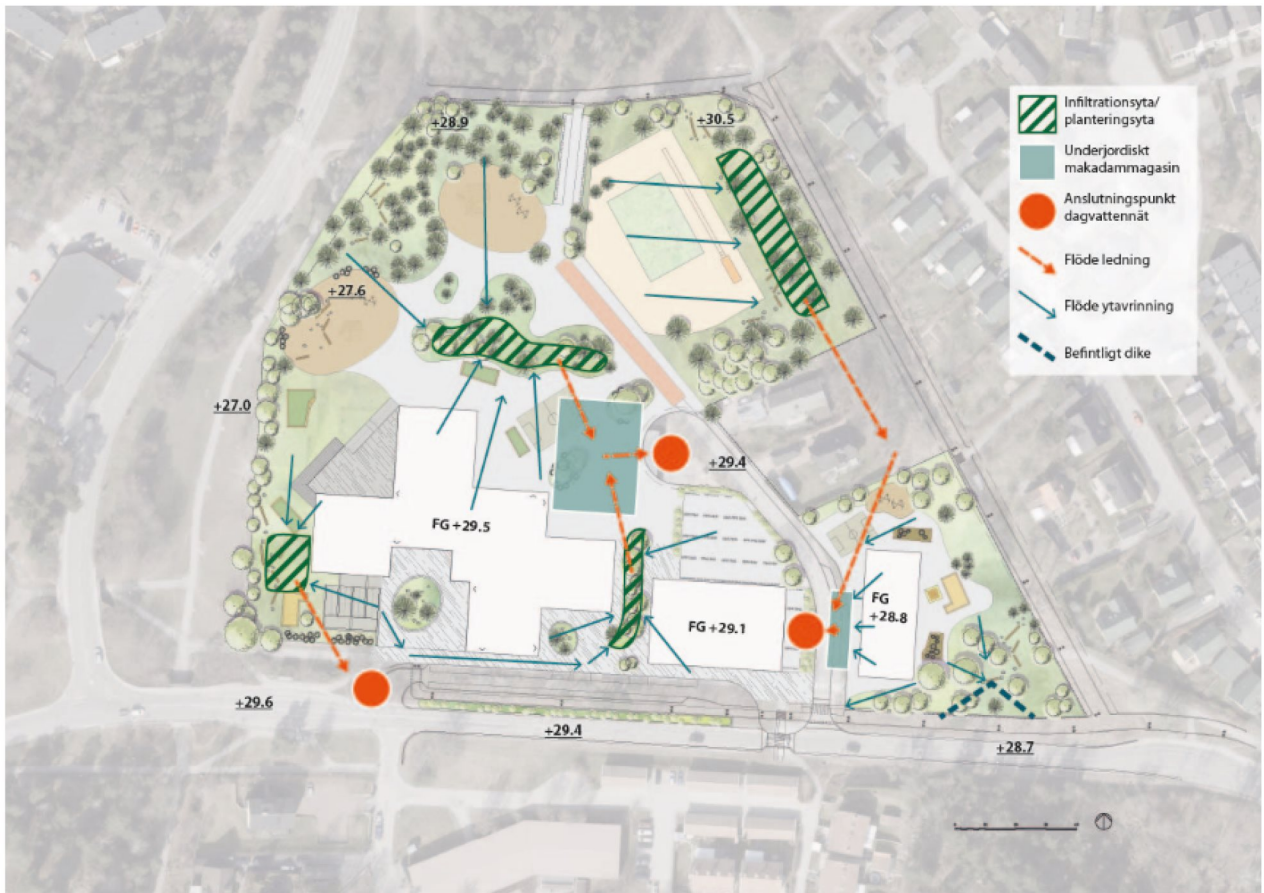 +28.9
+30.5
+27.6
+27.0
+29.4
FG +29.5
FG +29.1
FG
+28.8
+29.6
+29.4
+28.7
Infiltrationsyta/
planteringsyta
Underjordiskt
makadammagasin
Anslutningspunkt
dagvattennät
Flöde ledning
Flöde ytavrinning
Befintligt dike